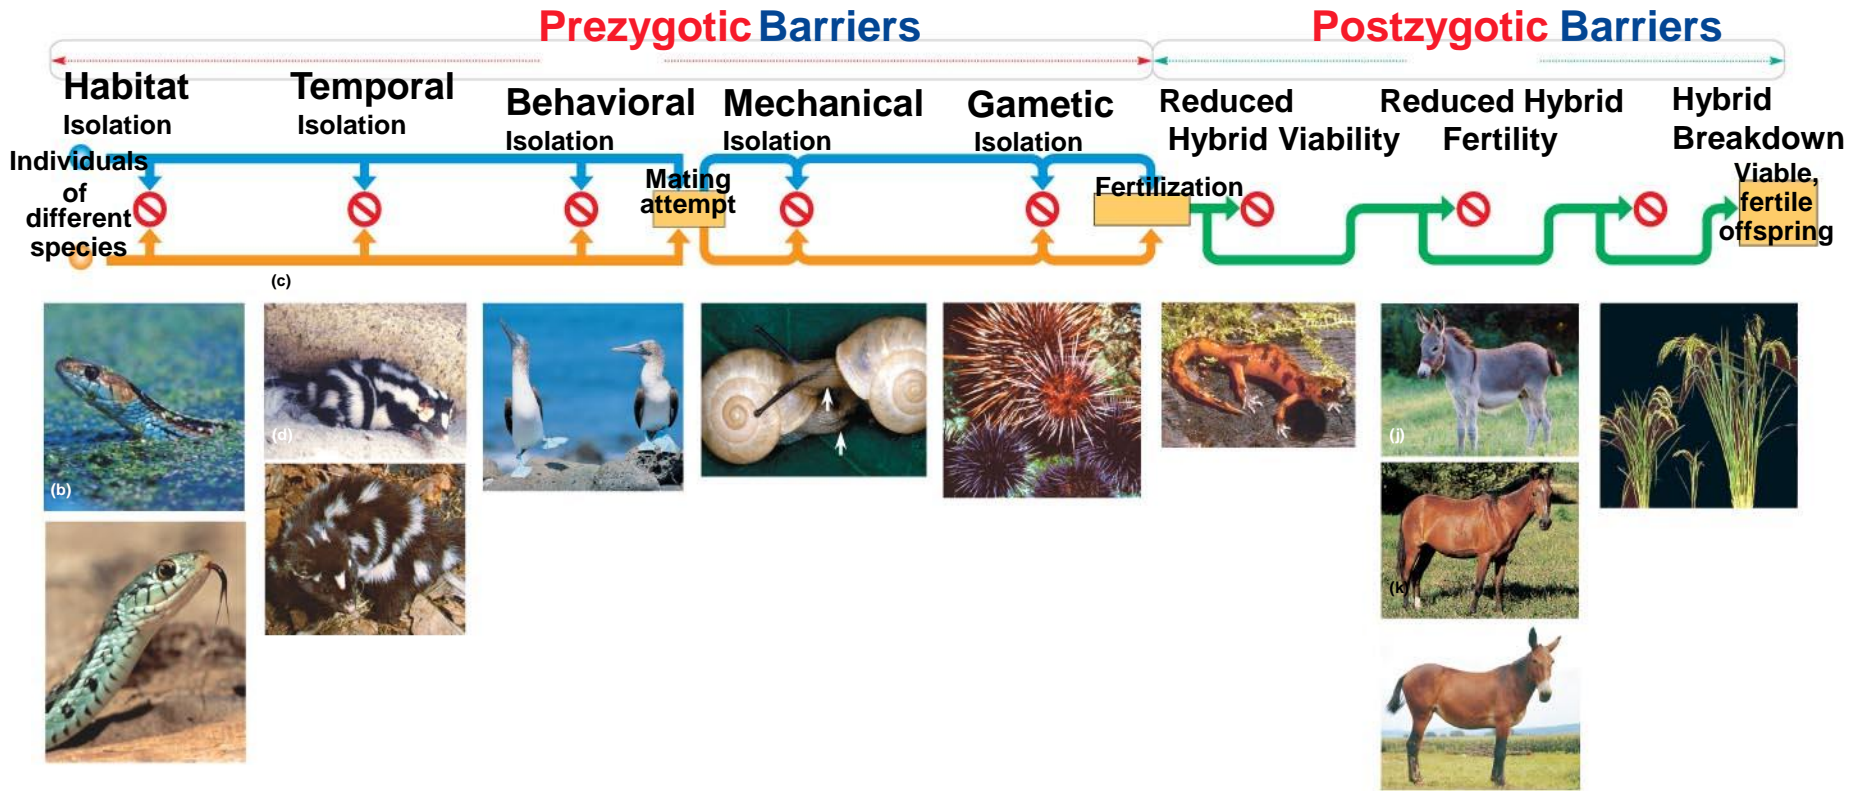 Prezygotic Barriers
Postzygotic Barriers
Habitat
Isolation
Temporal
Isolation
Behavioral
Isolation
Mechanical
Isolation
Gametic
Isolation
Reduced
Hybrid Viability
Reduced Hybrid
Fertility
Hybrid
Breakdown
Individuals
of
different
species
Mating
attempt
Fertilization
Viable,
fertile
offspring
(c)
(d)
(b)
(j)
(k)